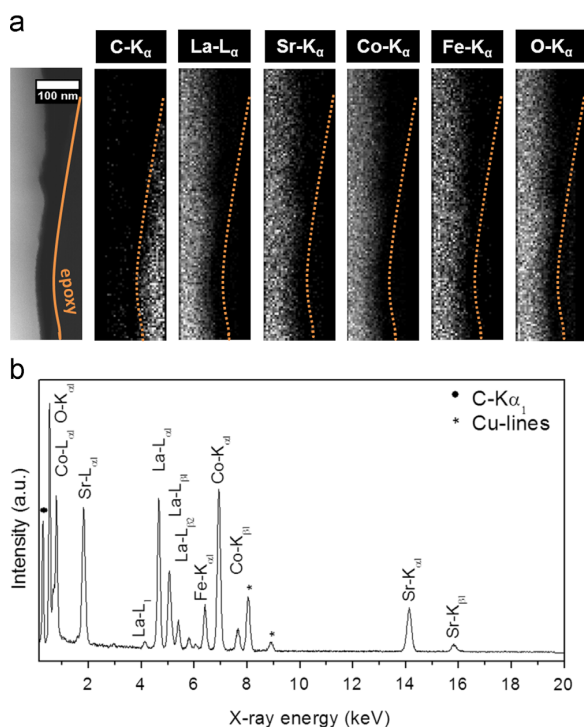 a
C-Kα La-Lα Sr-Kα Co-Kα Fe-Kα O-Kα
100 nm
epoxy
b
• C-Kα1
* Cu-lines
O-Kα1
Co-Lα1
Sr-Lα1
La-Ll
La-Lα1
La-Lβ1
La-Lβ2
Fe-Kα1
Co-Kα1
Co-Kβ1
*
*
Sr-Kα1
Sr-Kβ1
Intensity (a.u.)
2 4 6 8 10 12 14 16 18 20
X-ray energy (keV)